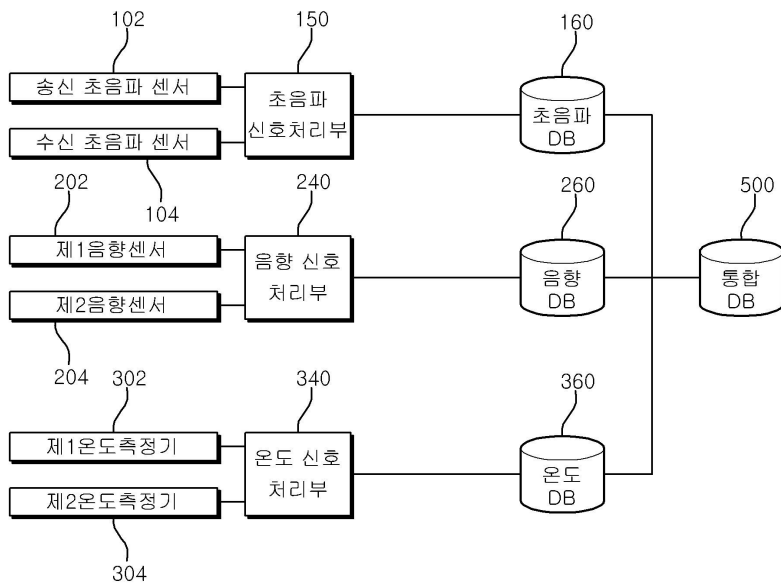 102
150
160
송신 초음파 센서
초음파
신호처리부
초음파
DB
수신 초음파 센서
104
202
240
260
500
제1음향센서
음향 신호
처리부
음향
DB
통합
DB
제2음향센서
204
302
340
360
제1온도측정기
온도 신호
처리부
온도
DB
제2온도측정기
304